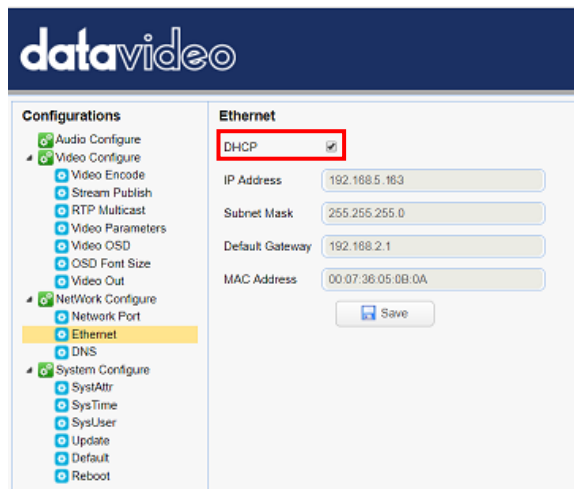 datavideo
Configurations
Audio Configure
Video Configure
Video Encode
Stream Publish
RTP Multicast
Video Parameters
Video OSD
OSD Font Size
Video Out
NetWork Configure
Network Port
Ethernet
DNS
System Configure
SystAttr
SysTime
SysUser
Update
Default
Reboot
Ethernet
DHCP
IP Address 192.168.5.163
Subnet Mask 255.255.255.0
Default Gateway 192.168.2.1
MAC Address 00:07:36:05:0B:0A
Save